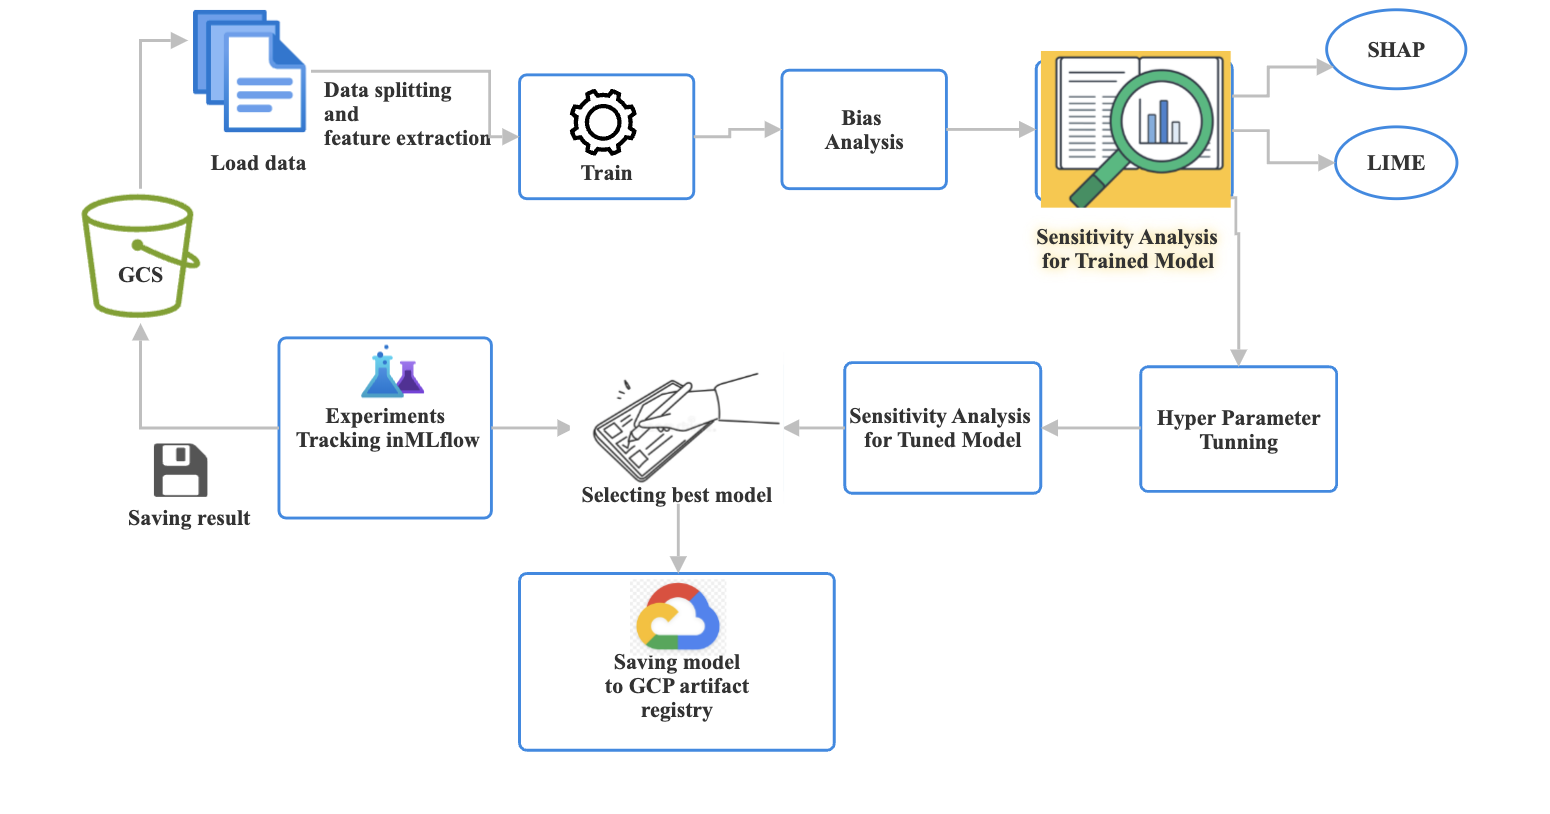 SHAP
Data splitting
and
feature extraction
Load data
Train
Bias
Analysis
LIME
Sensitivity Analysis
for Trained Model
GCS
Experiments
Tracking inMLflow
Saving result
Selecting best model
Sensitivity Analysis
for Tuned Model
Hyper Parameter
Tunning
Saving model
to GCP artifact
registry